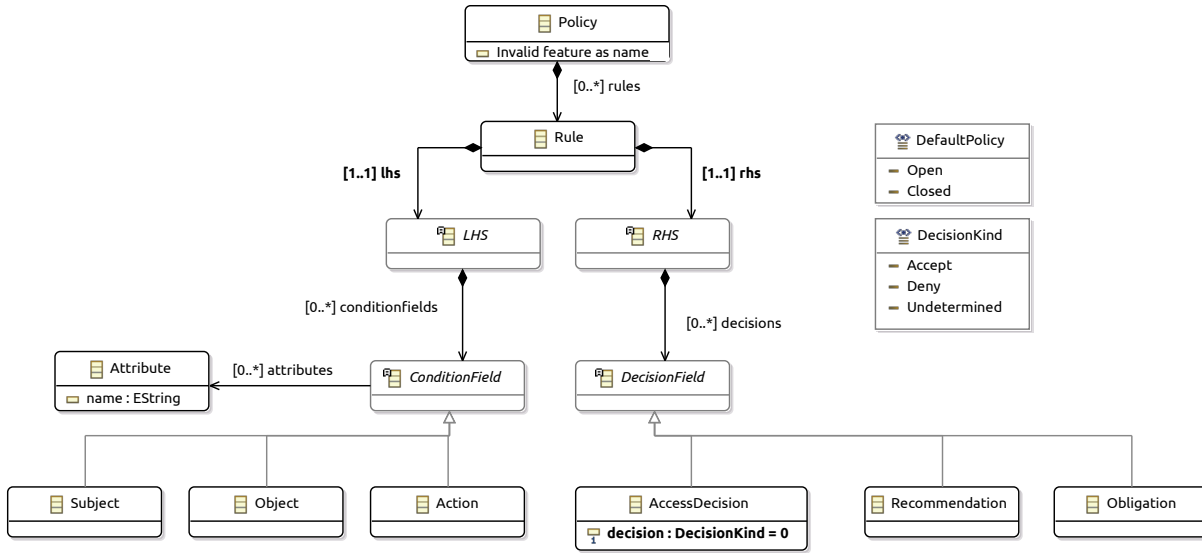 Policy
Invalid feature as name
[0..*] rules
Rule
[1..1] lhs
[1..1] rhs
DefaultPolicy
Open
Closed
LHS
RHS
DecisionKind
Accept
Deny
Undetermined
[0..*] conditionfields
[0..*] decisions
Attribute
name : EString
[0..*] attributes
ConditionField
DecisionField
Subject
Object
Action
AccessDecision
1 decision : DecisionKind = 0
Recommendation
Obligation